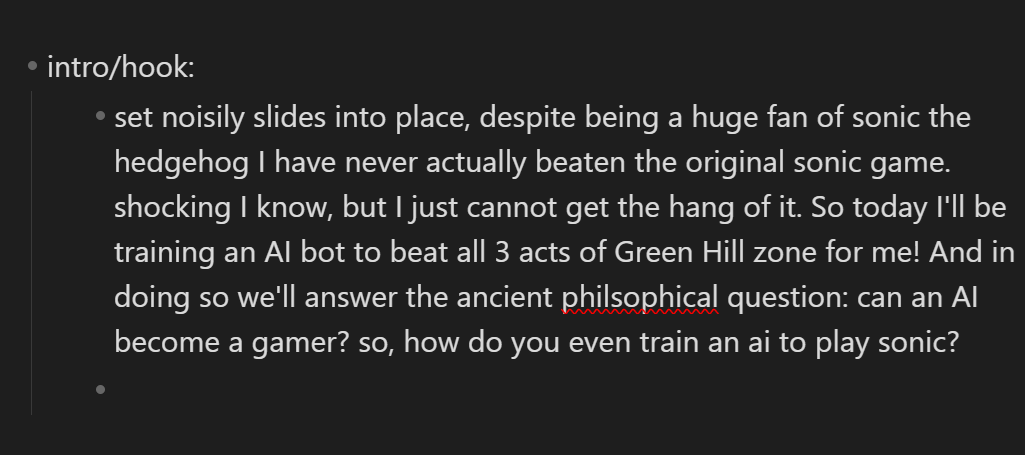 intro/hook:
set noisily slides into place, despite being a huge fan of sonic the
hedgehog I have never actually beaten the original sonic game.
shocking I know, but I just cannot get the hang of it. So today I'll be
training an AI bot to beat all 3 acts of Green Hill zone for me! And in
doing so we'll answer the ancient philsophical question: can an AI
become a gamer? so, how do you even train an ai to play sonic?